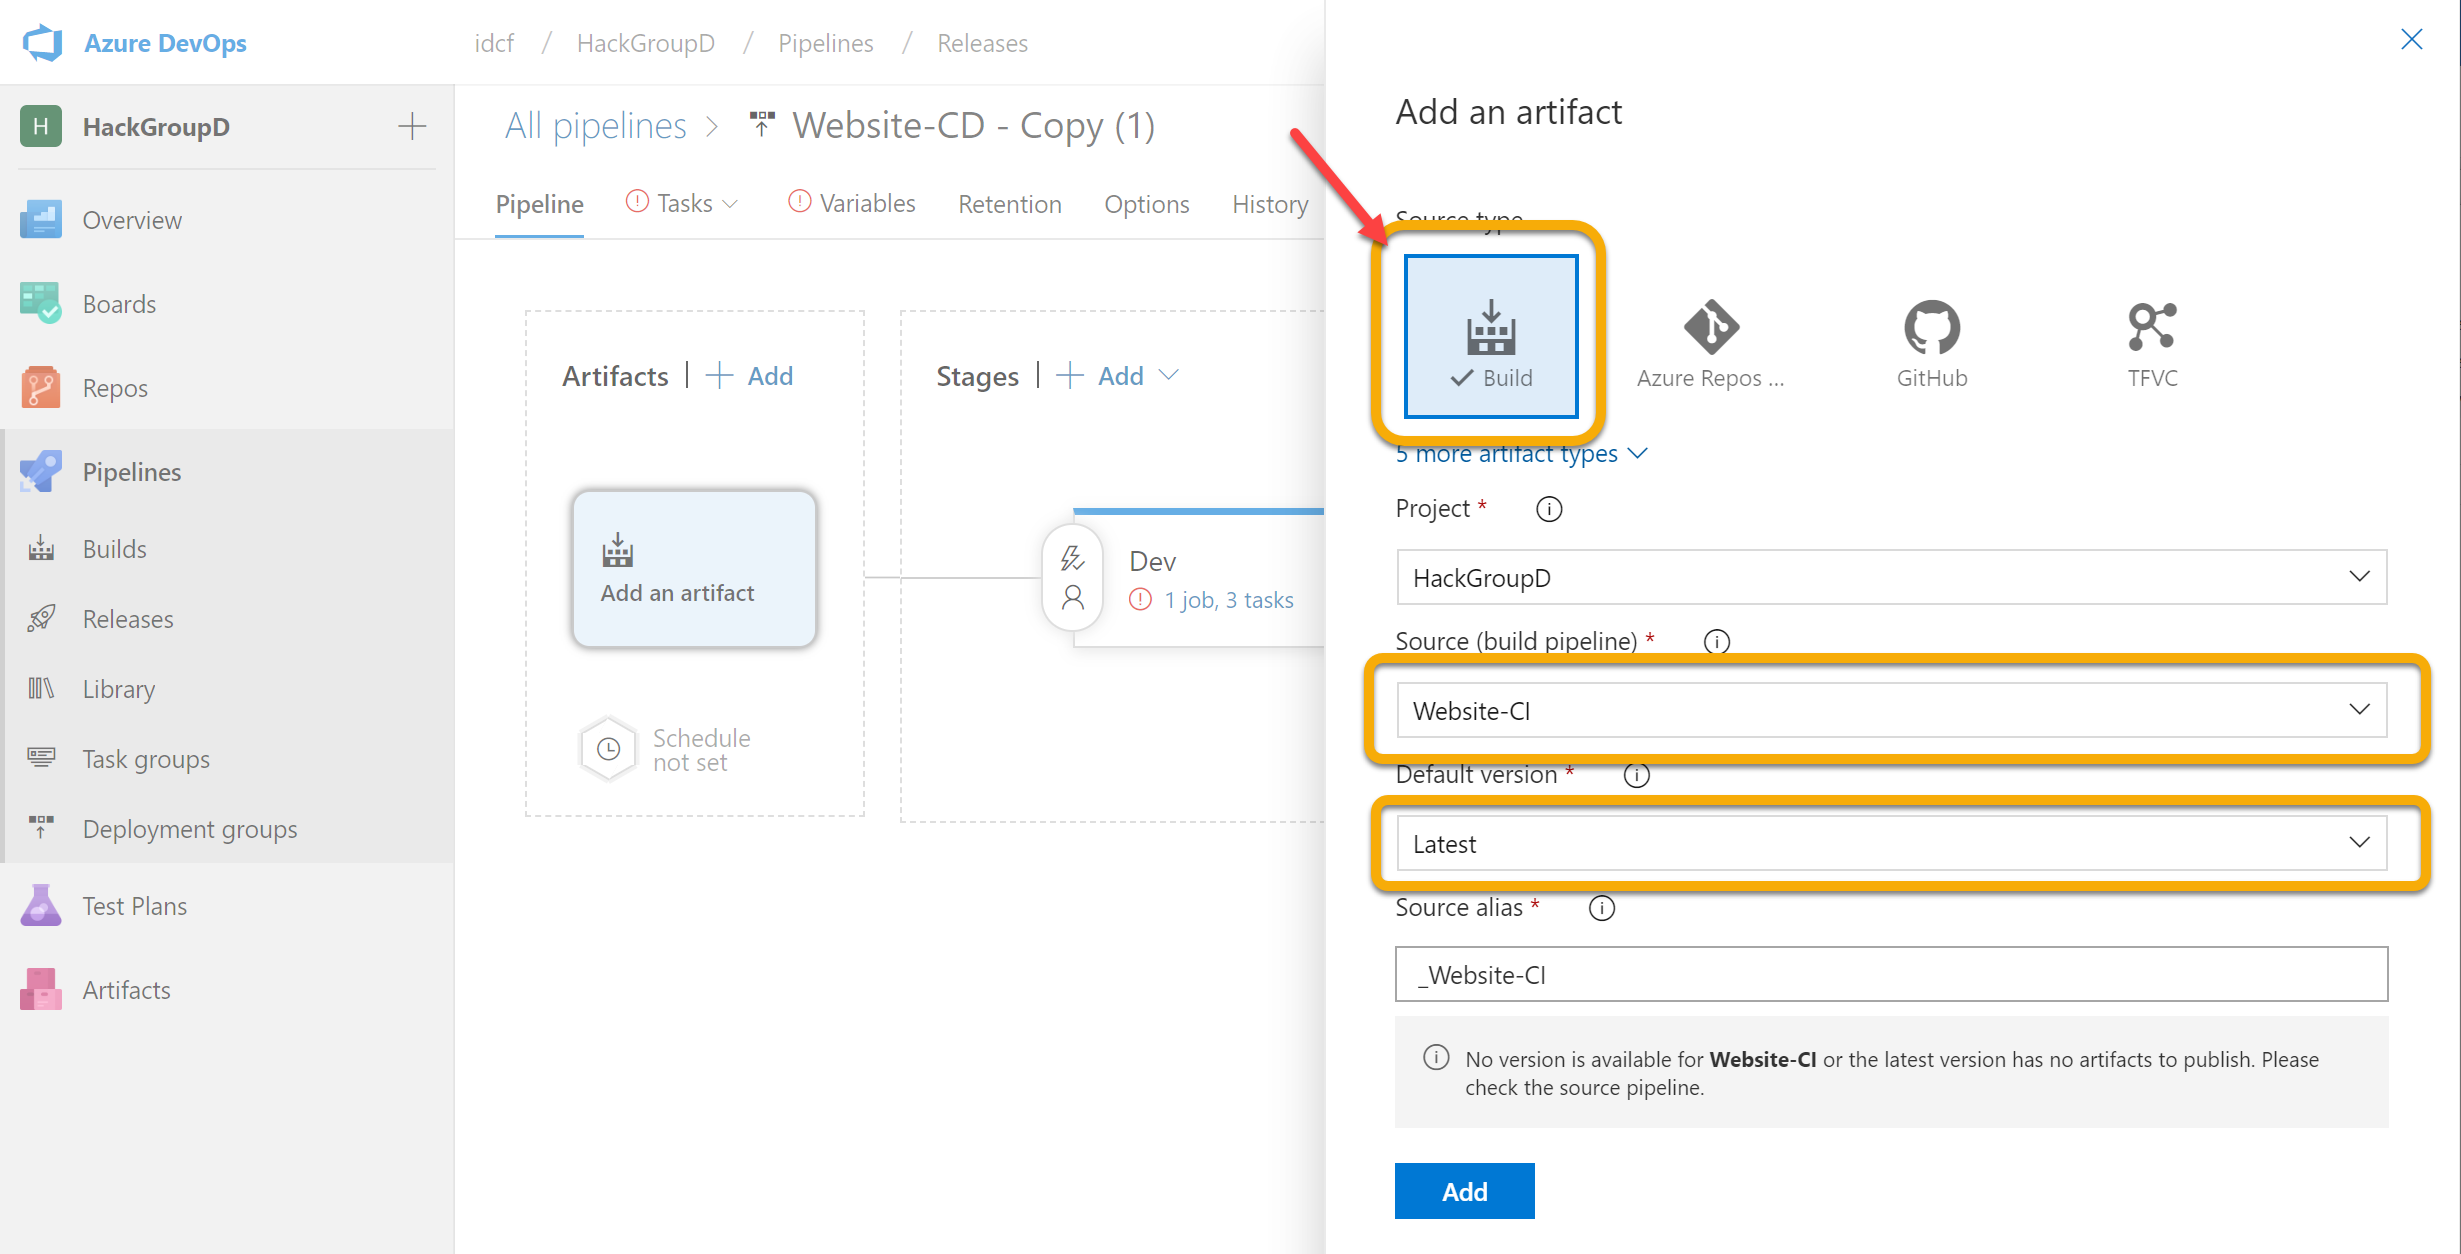 Azure DevOps
idcf / HackGroupD / Pipelines / Releases
H HackGroupD
Overview
Boards
Repos
Pipelines
Builds
Releases
Library
Task groups
Deployment groups
Test Plans
Artifacts
All pipelines > Website-CD - Copy (1)
Pipeline Tasks Variables Retention Options History
Artifacts | + Add
Add an artifact
Schedule
not set
Stages | + Add
Dev
1 job, 3 tasks
Add an artifact
Source type
Build
Azure Repos ...
GitHub
TFVC
5 more artifact types
Project *
HackGroupD
Source (build pipeline) *
Website-CI
Default version *
Latest
Source alias *
_Website-CI
No version is available for Website-CI or the latest version has no artifacts to publish. Please
check the source pipeline.
Add